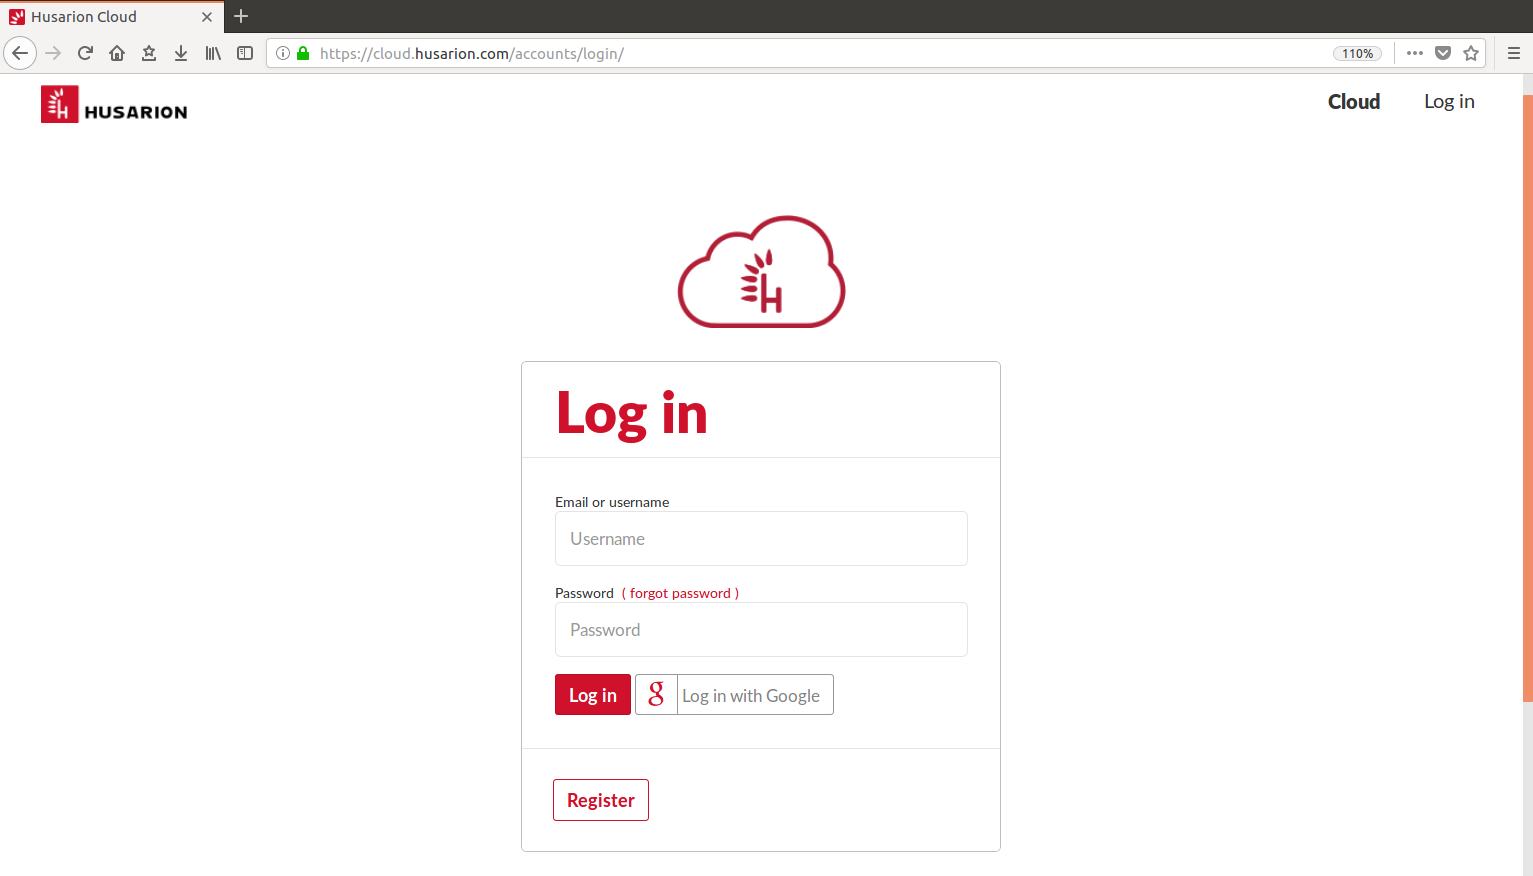 Husarion Cloud
https://cloud.husarion.com/accounts/login/
110%
HUSARION
Cloud
Log in
H
Log in
Email or username
Username
Password ( forgot password )
Password
Log in
g
Log in with Google
Register